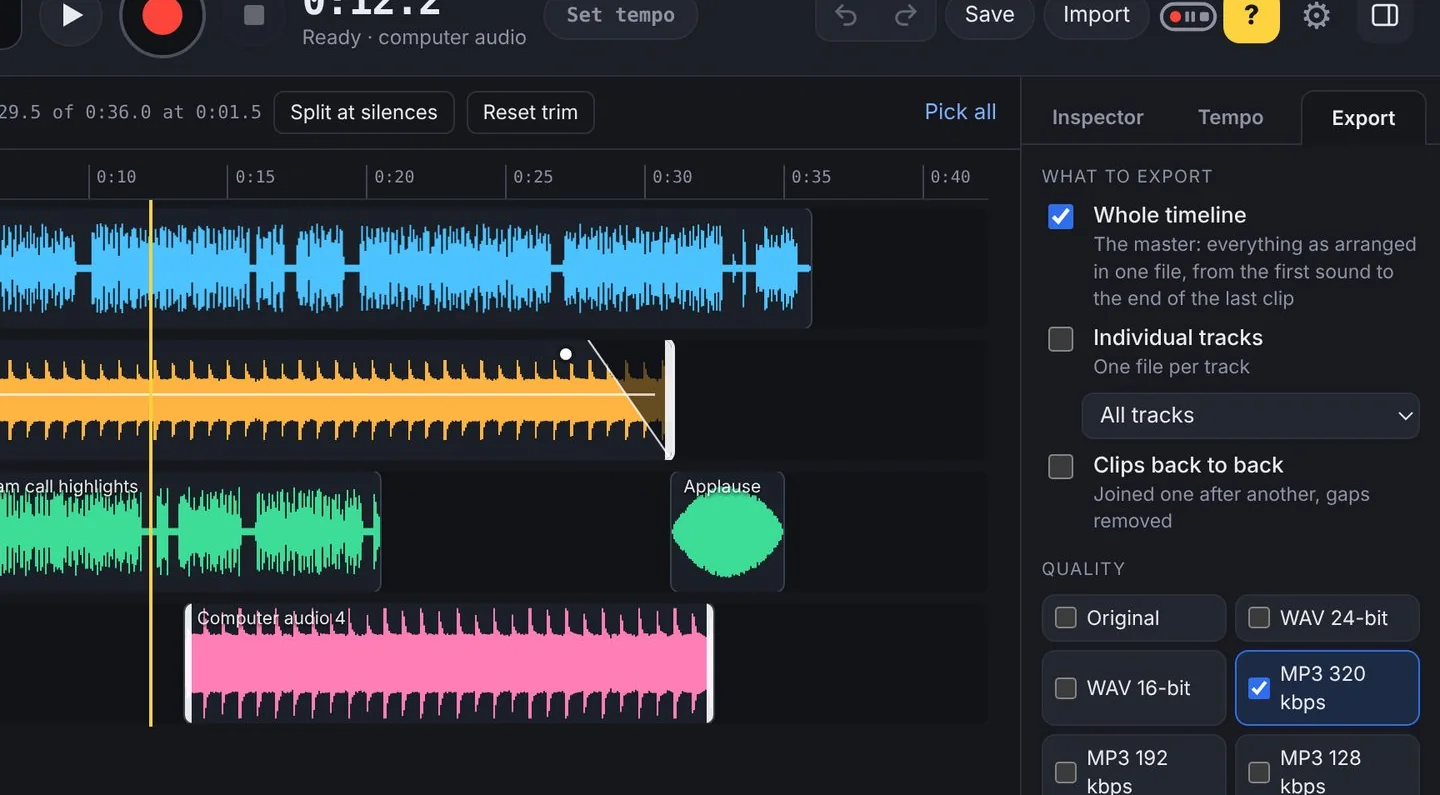 0:12.2
Ready · computer audio
Set tempo
Save
Import
?
29.5 of 0:36.0 at 0:01.5
Split at silences
Reset trim
Pick all
Inspector
Tempo
Export
0:10
0:15
0:20
0:25
0:30
0:35
0:40
am call highlights
Applause
Computer audio 4
WHAT TO EXPORT
Whole timeline
The master: everything as arranged
in one file, from the first sound to
the end of the last clip
Individual tracks
One file per track
All tracks
Clips back to back
Joined one after another, gaps
removed
QUALITY
Original
WAV 24-bit
WAV 16-bit
MP3 320
kbps
MP3 192
kbps
MP3 128
kbps